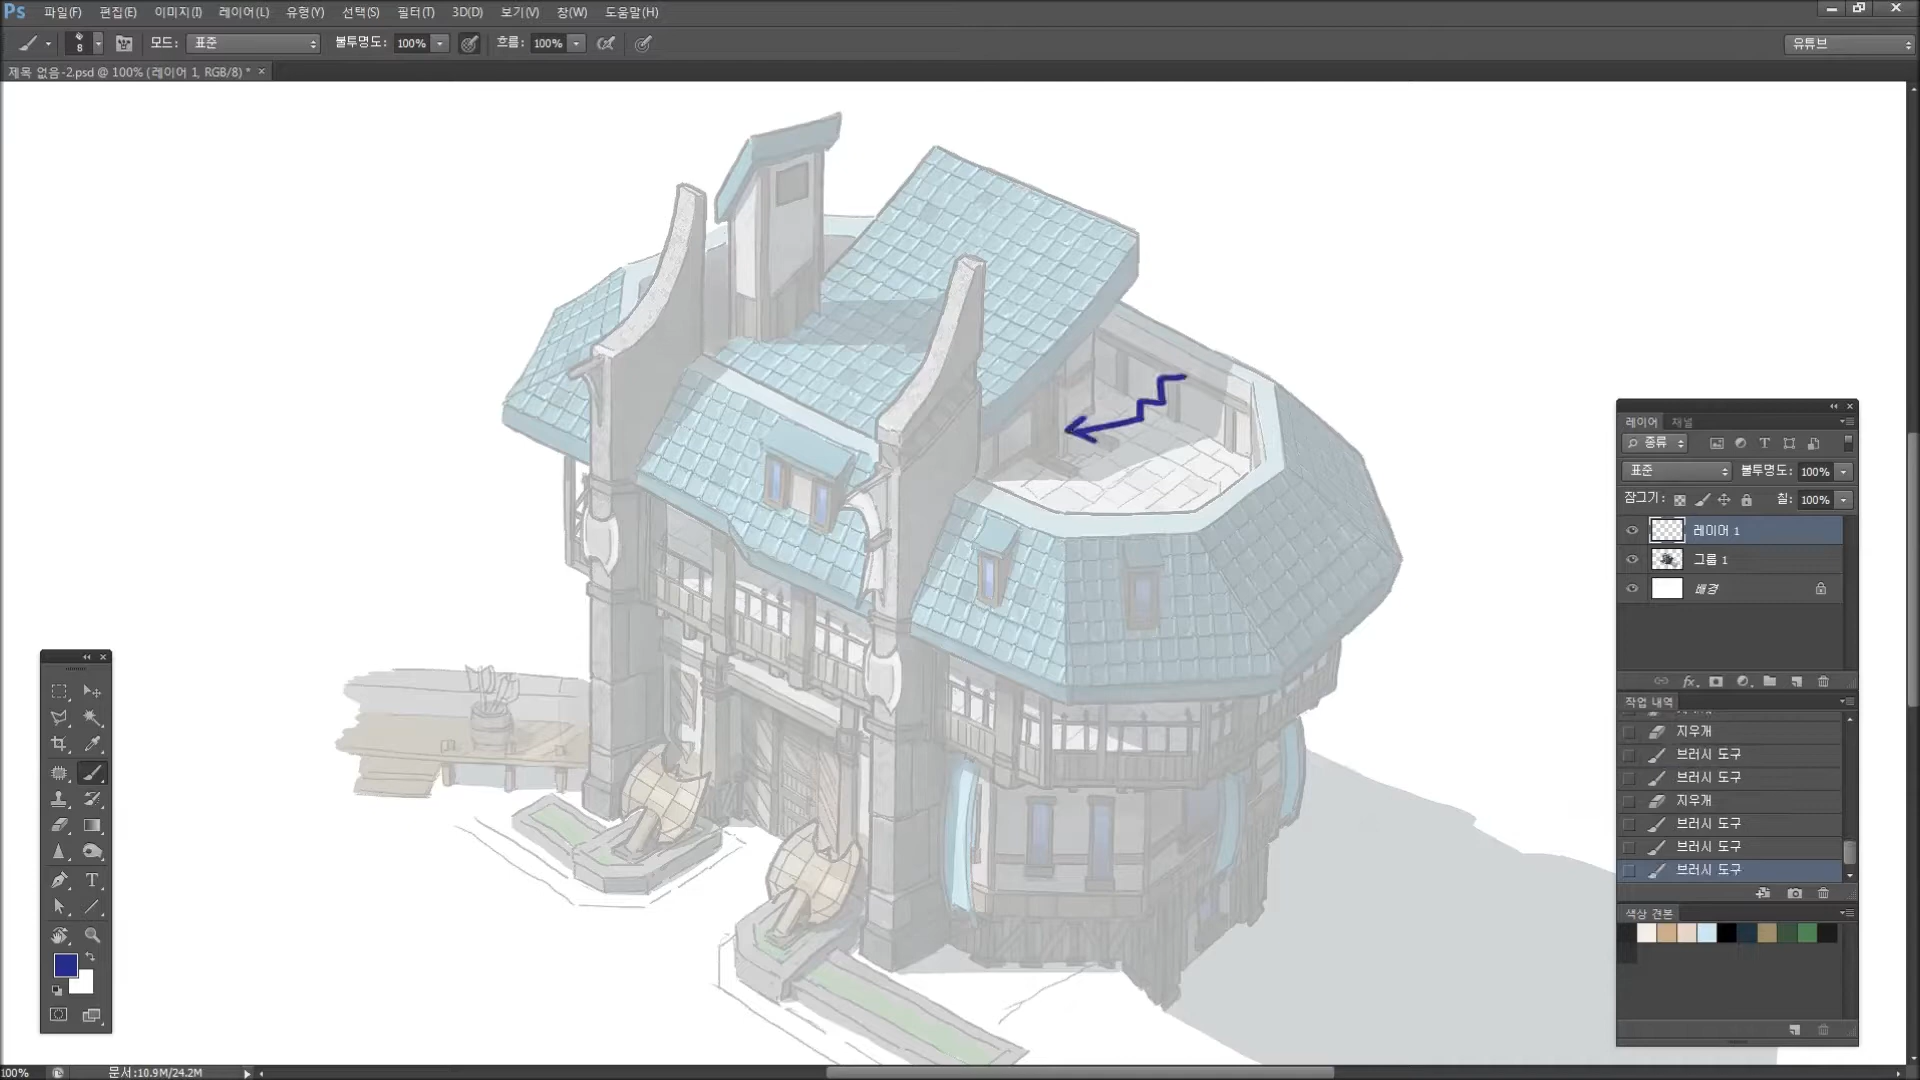 Ps 파일(F) 편집(E) 이미지(I) 레이어(L) 유형(Y) 선택(S) 필터(T) 3D(D) 보기(V) 창(W) 도움말(H)
8 모드: 표준 불투명도: 100% 흐름: 100% 유튜브
제목 없음-2.psd @ 100% (레이어 1, RGB/8) * ×
레이어 채널
종류
표준 불투명도: 100%
잠그기: 칠: 100%
레이어 1
그룹 1
배경
fx
작업 내역
지우개
브러시 도구
브러시 도구
지우개
브러시 도구
브러시 도구
브러시 도구
색상 견본
100% 문서:10.9M/24.2M